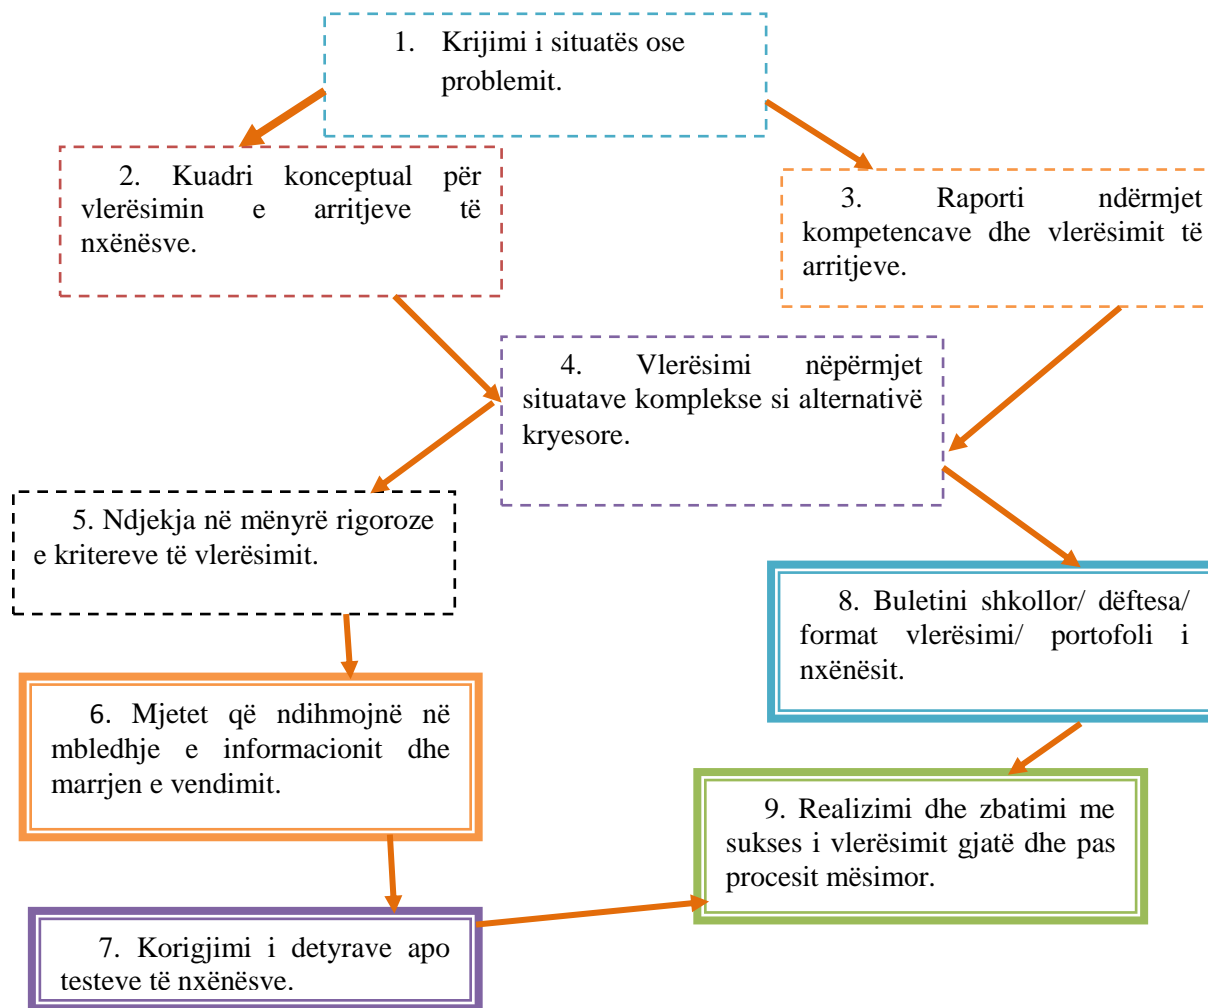 1. Krijimi i situatës ose
problemit.
2. Kuadri konceptual për
vlerësimin e arritjeve të
nxënësve.
3. Raporti ndërmjet
kompetencave dhe vlerësimit të
arritjeve.
4. Vlerësimi nëpërmjet
situatave komplekse si alternativë
kryesore.
5. Ndjekja në mënyrë rigoroze
e kritereve të vlerësimit.
6. Mjetet që ndihmojnë në
mbledhje e informacionit dhe
marrjen e vendimit.
7. Korigjimi i detyrave apo
testeve të nxënësve.
8. Buletini shkollor/ dëftesa/
format vlerësimi/ portofoli i
nxënësit.
9. Realizimi dhe zbatimi me
sukses i vlerësimit gjatë dhe pas
procesit mësimor.